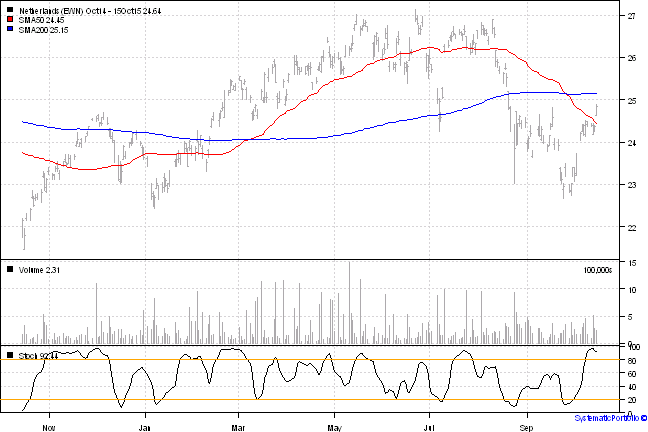 Netherlands (EWN) Oct14 - 15Oct15 24.64
SMA50 24.45
SMA200 25.15
27
26
25
24
23
22
Volume 2.31
100,000s
15
10
5
0
Stoch 92.44
100
80
60
40
20
0
Nov Jan Mar May Jul Sep
SystematicPortfolio ©